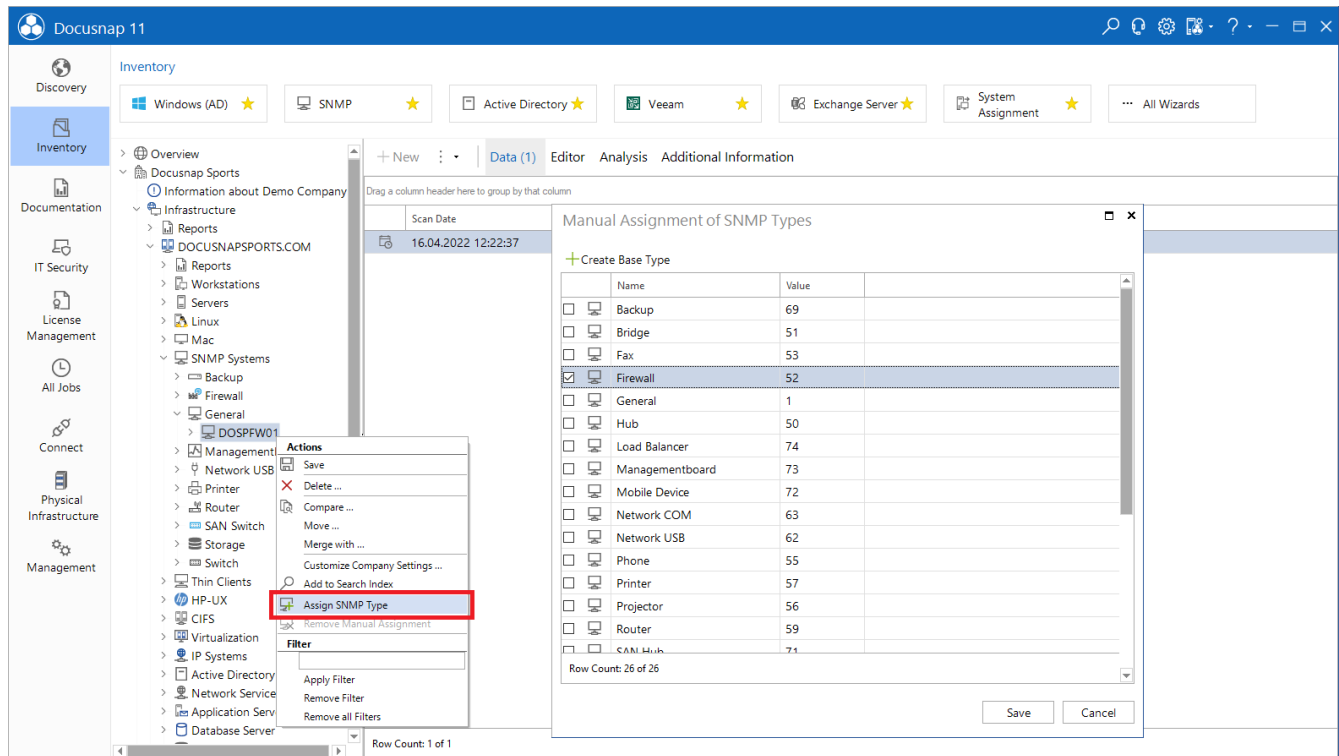 Docusnap 11
Discovery
Inventory
Documentation
IT Security
License
Management
All Jobs
Connect
Physical
Infrastructure
Management
Inventory
Windows (AD)
SNMP
Active Directory
Veeam
Exchange Server
System
Assignment
All Wizards
Overview
Docusnap Sports
Information about Demo Company
Infrastructure
Reports
DOCUSNAPSPORTS.COM
Reports
Workstations
Servers
Linux
Mac
SNMP Systems
Backup
Firewall
General
DOSPFW01
Network USB
Printer
Router
SAN Switch
Storage
Switch
Thin Clients
HP-UX
CIFS
Virtualization
IP Systems
Active Directory
Network Service
Application Serv
Database Server
Actions
Save
Delete ...
Compare ...
Move ...
Merge with ...
Customize Company Settings ...
Add to Search Index
Assign SNMP Type
Remove Manual Assignment
Filter
Apply Filter
Remove Filter
Remove all Filters
New Data (1) Editor Analysis Additional Information
Drag a column header here to group by that column
Scan Date
16.04.2022 12:22:37
Row Count: 1 of 1
Manual Assignment of SNMP Types
Create Base Type
Name Value
Backup 69
Bridge 51
Fax 53
Firewall 52
General 1
Hub 50
Load Balancer 74
Managementboard 73
Mobile Device 72
Network COM 63
Network USB 62
Phone 55
Printer 57
Projector 56
Router 59
SAN Hub 71
Row Count: 26 of 26
Save Cancel